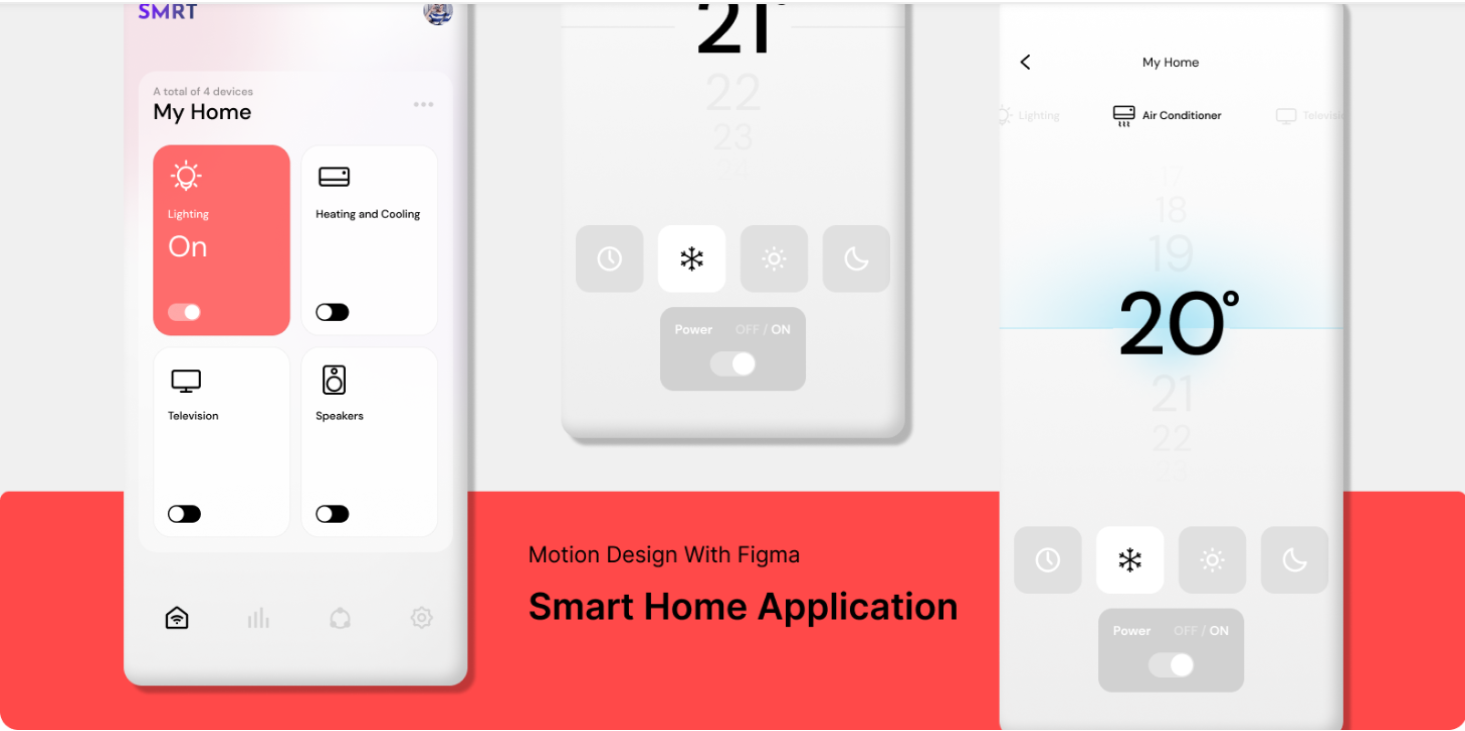 SMRT
A total of 4 devices
My Home
Lighting
On
Heating and Cooling
Television
Speakers
21°
22
23
24
Power OFF / ON
Motion Design With Figma
Smart Home Application
My Home
Lighting
Air Conditioner
17
18
19
20°
21
22
Power OFF / ON